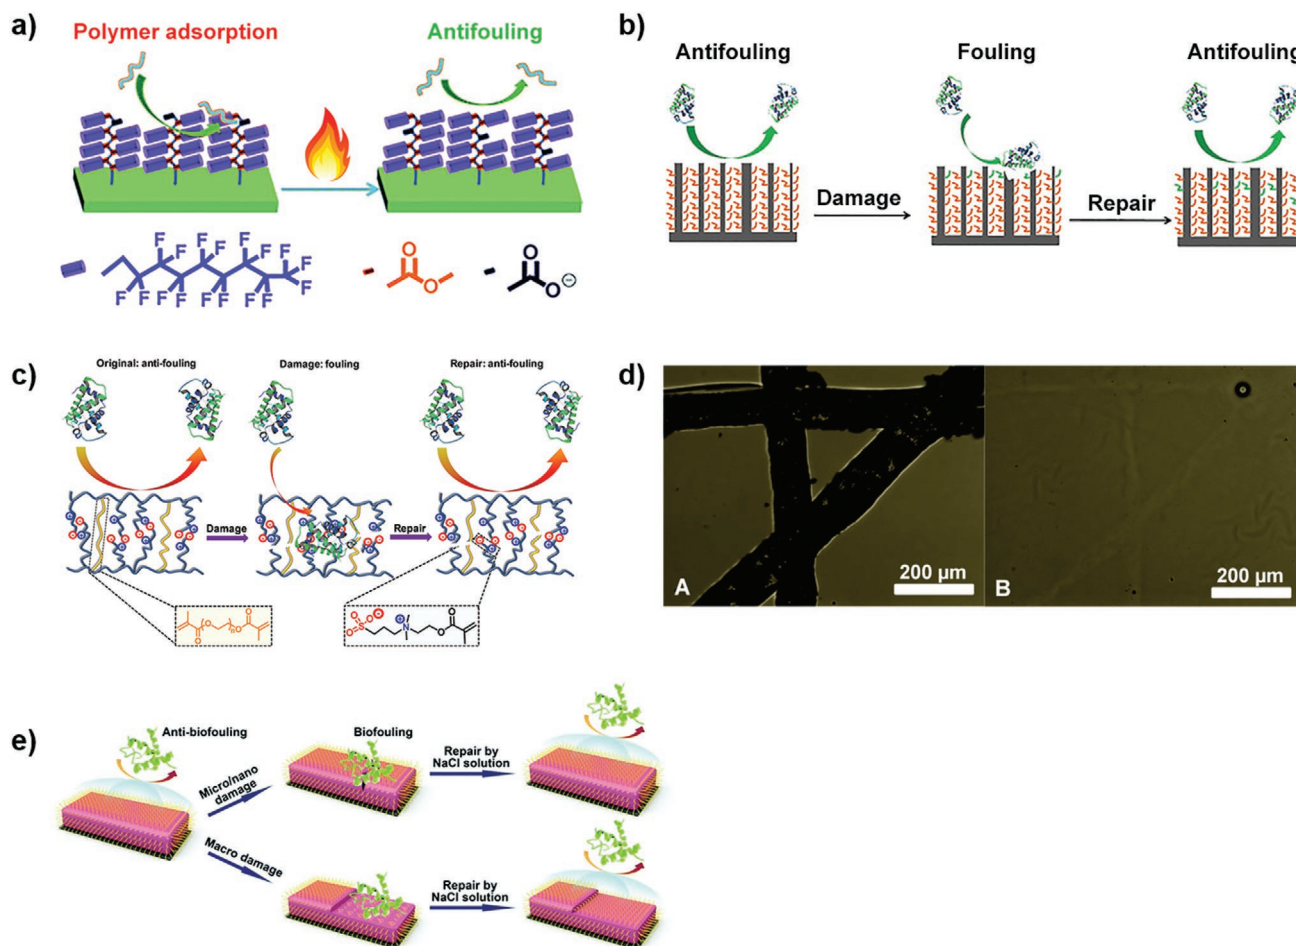 a)
Polymer adsorption
Antifouling
F F F F F F F F F
F F F F F F F F
O
O
O
O
b)
Antifouling
Fouling
Antifouling
Damage
Repair
c)
Original: anti-fouling
Damage: fouling
Repair: anti-fouling
Damage
Repair
O
O
n
O
O
O
O
S
O
N
O
O
d)
200 µm
A
200 µm
B
e)
Anti-biofouling
Biofouling
Micro/nano
damage
Repair by
NaCl solution
Macro damage
Repair by
NaCl solution